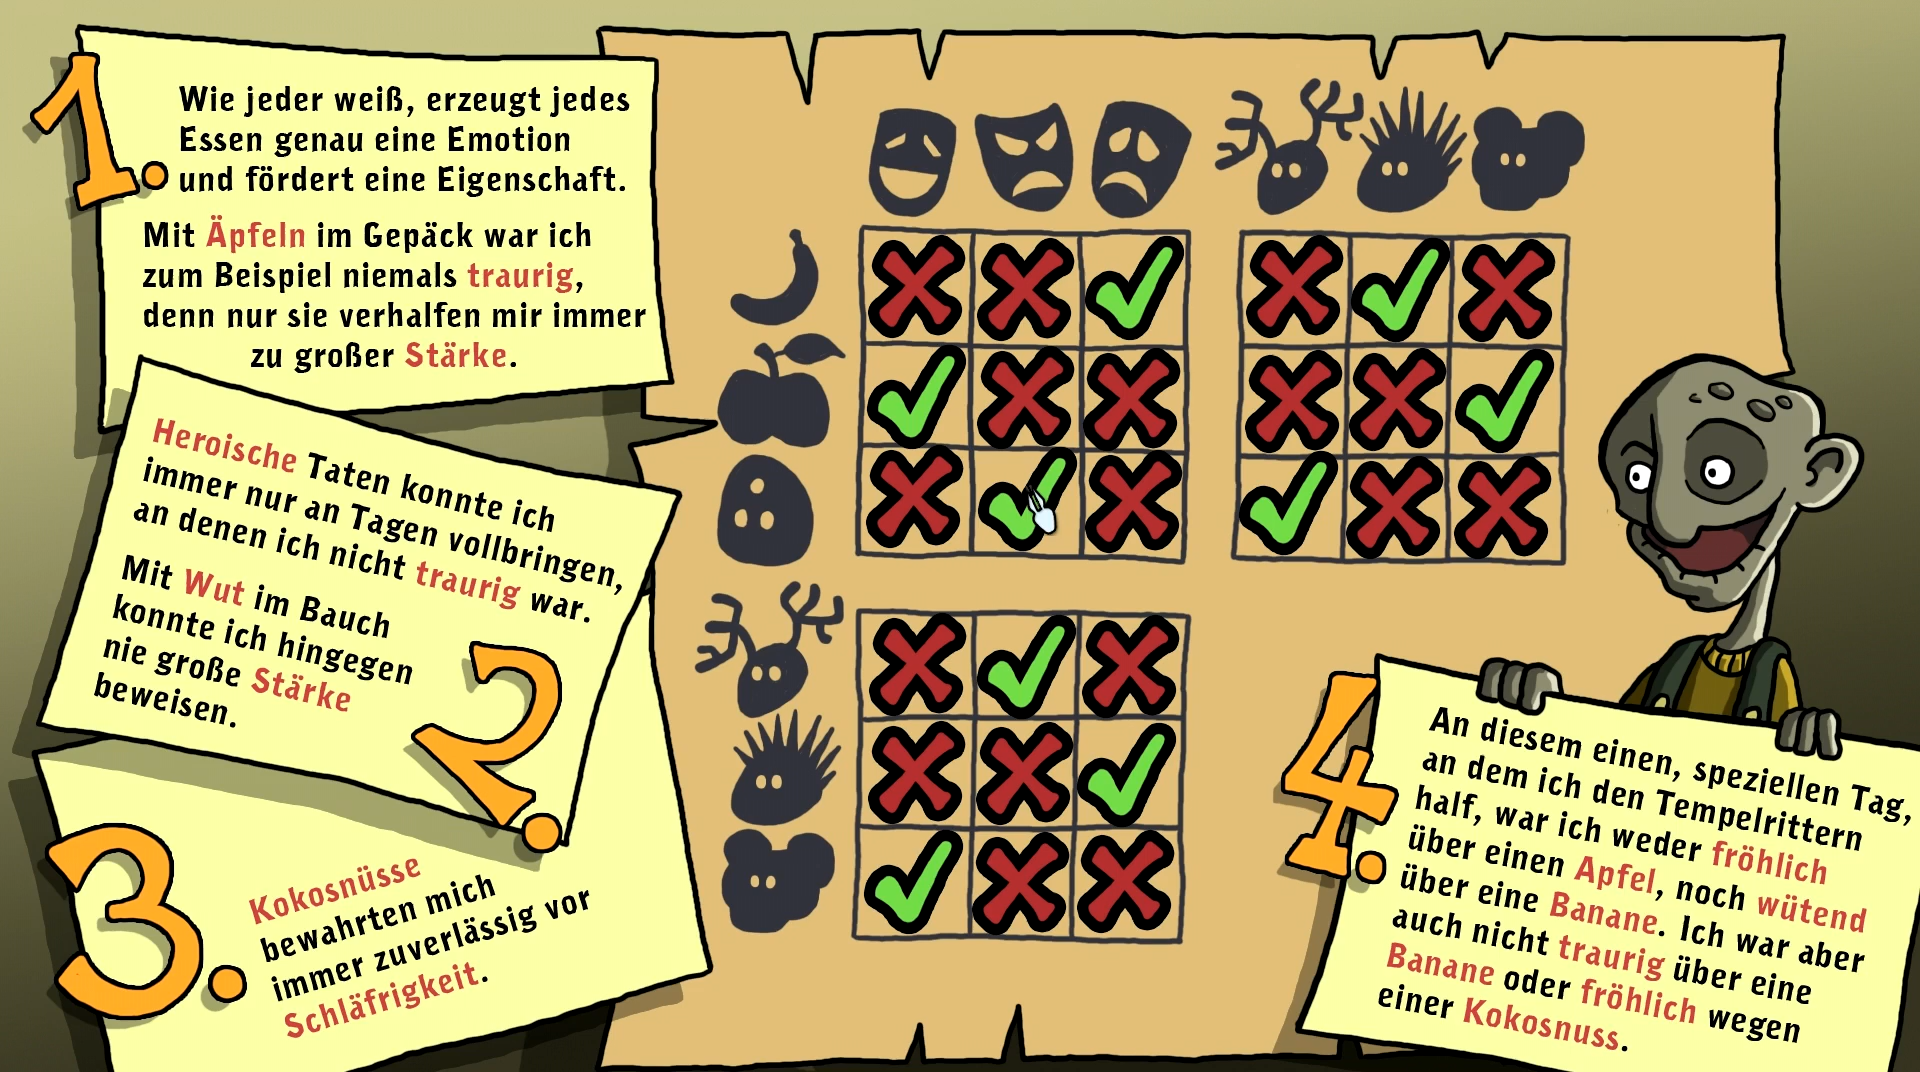 1.
Wie jeder weiß, erzeugt jedes
Essen genau eine Emotion
und fördert eine Eigenschaft.
Mit Äpfeln im Gepäck war ich
zum Beispiel niemals traurig,
denn nur sie verhalfen mir immer
zu großer Stärke.
Heroische Taten konnte ich
immer nur an Tagen vollbringen,
an denen ich nicht traurig war.
Mit Wut im Bauch
konnte ich hingegen
nie große Stärke
beweisen.
2.
3.
Kokosnüsse
bewahrten mich
immer zuverlässig vor
Schläfrigkeit.
4.
An diesem einen, speziellen Tag,
an dem ich den Tempelrittern
half, war ich weder fröhlich
über einen Apfel, noch wütend
über eine Banane. Ich war aber
auch nicht traurig über eine
Banane oder fröhlich wegen
einer Kokosnuss.